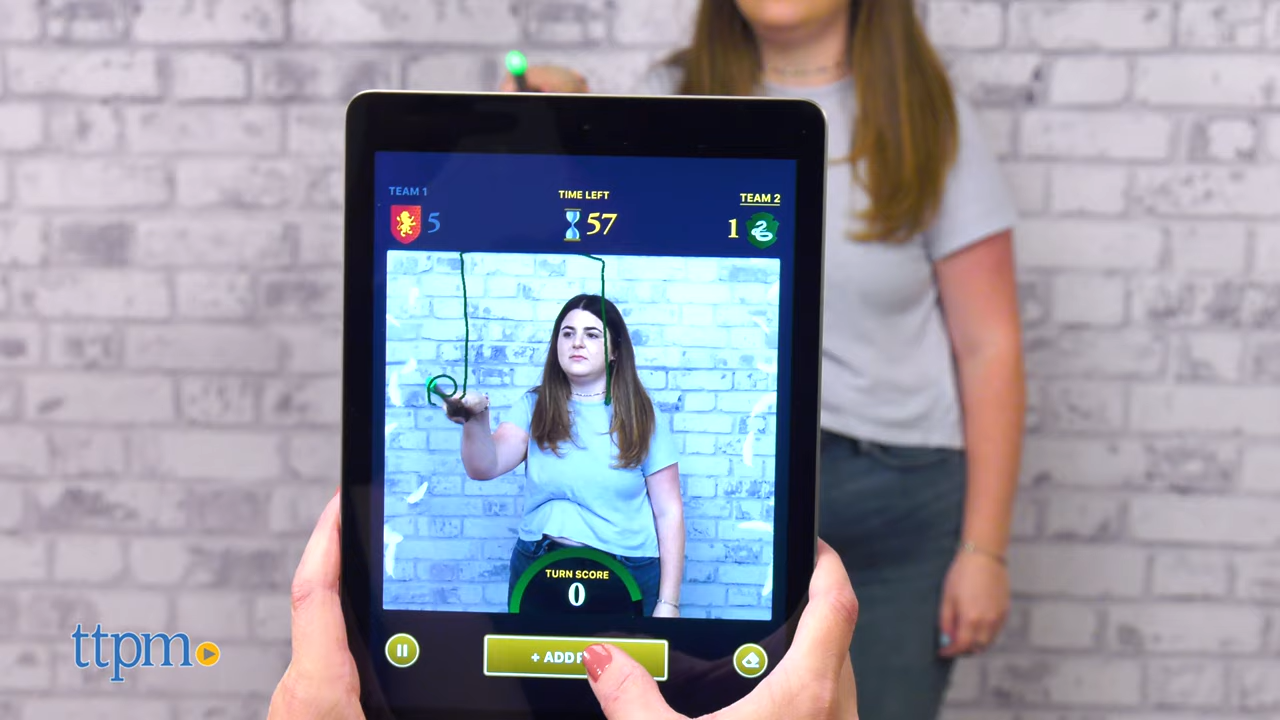 TEAM 1
5
TIME LEFT
57
TEAM 2
1
TURN SCORE
0
+ ADD
ttpm